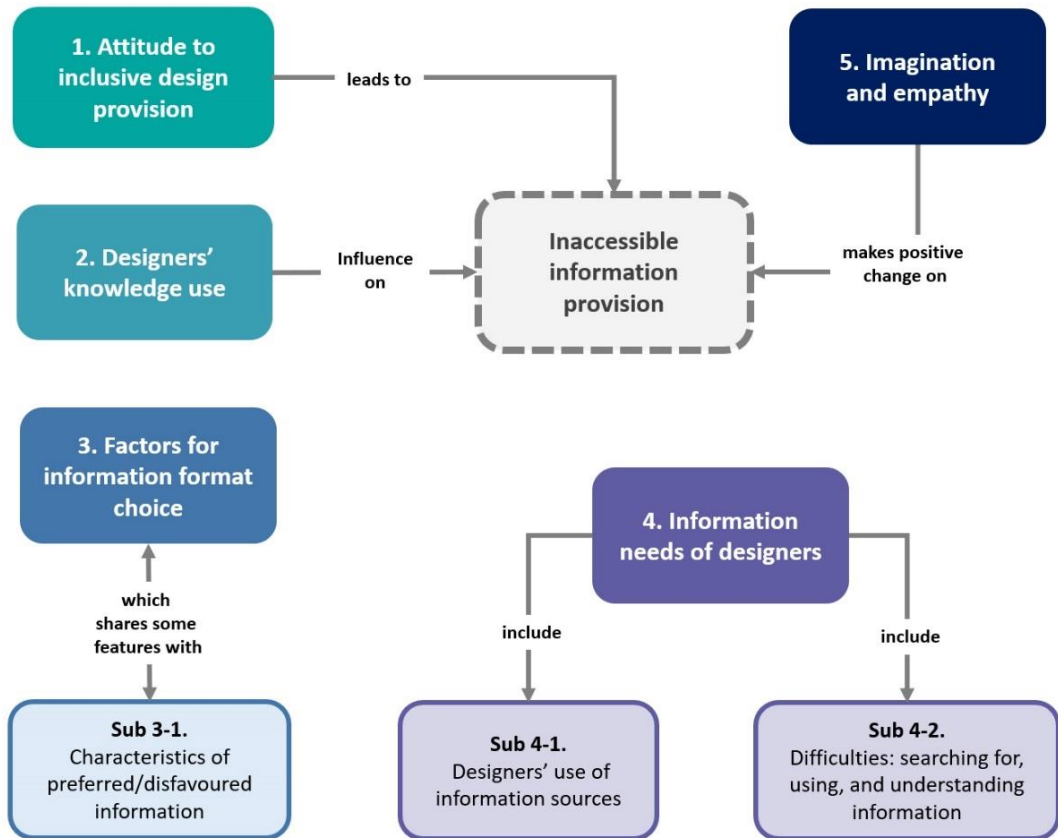 1. Attitude to
inclusive design
provision
leads to
5. Imagination
and empathy
2. Designers'
knowledge use
Influence
on
Inaccessible
information
provision
makes positive
change on
3. Factors for
information format
choice
4. Information
needs of designers
which
shares some
features with
include
include
Sub 3-1.
Characteristics of
preferred/disfavoured
information
Sub 4-1.
Designers' use of
information sources
Sub 4-2.
Difficulties: searching for,
using, and understanding
information